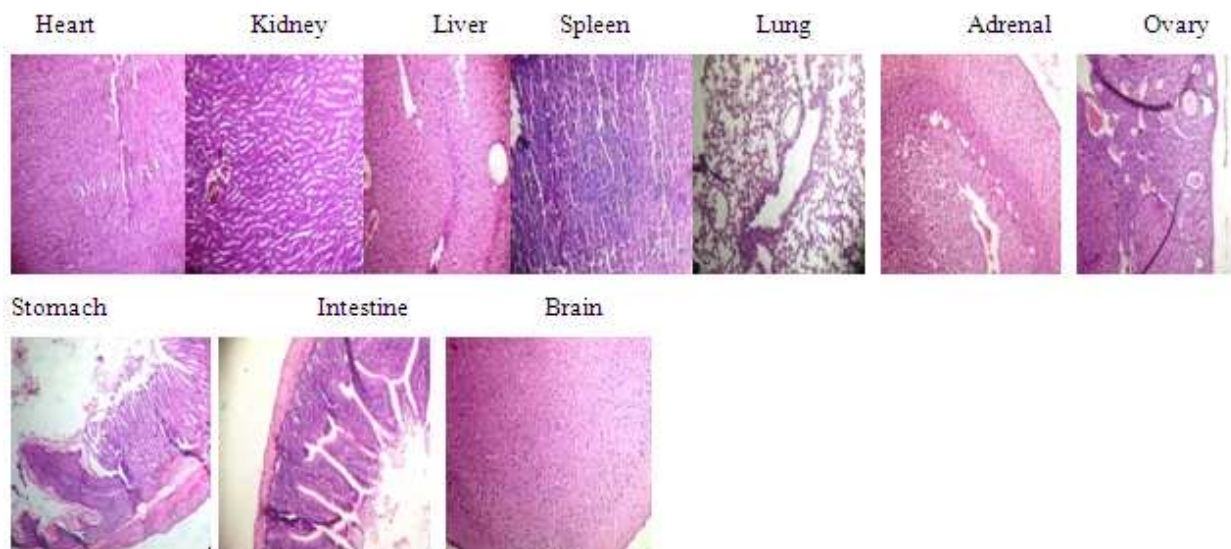 Heart Kidney Liver Spleen Lung Adrenal Ovary
Stomach Intestine Brain